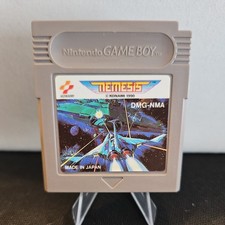 Nintendo GAME BOY
KONAMI
NEMESIS
© KONAMI 1990
DMG-NMA
MADE IN JAPAN